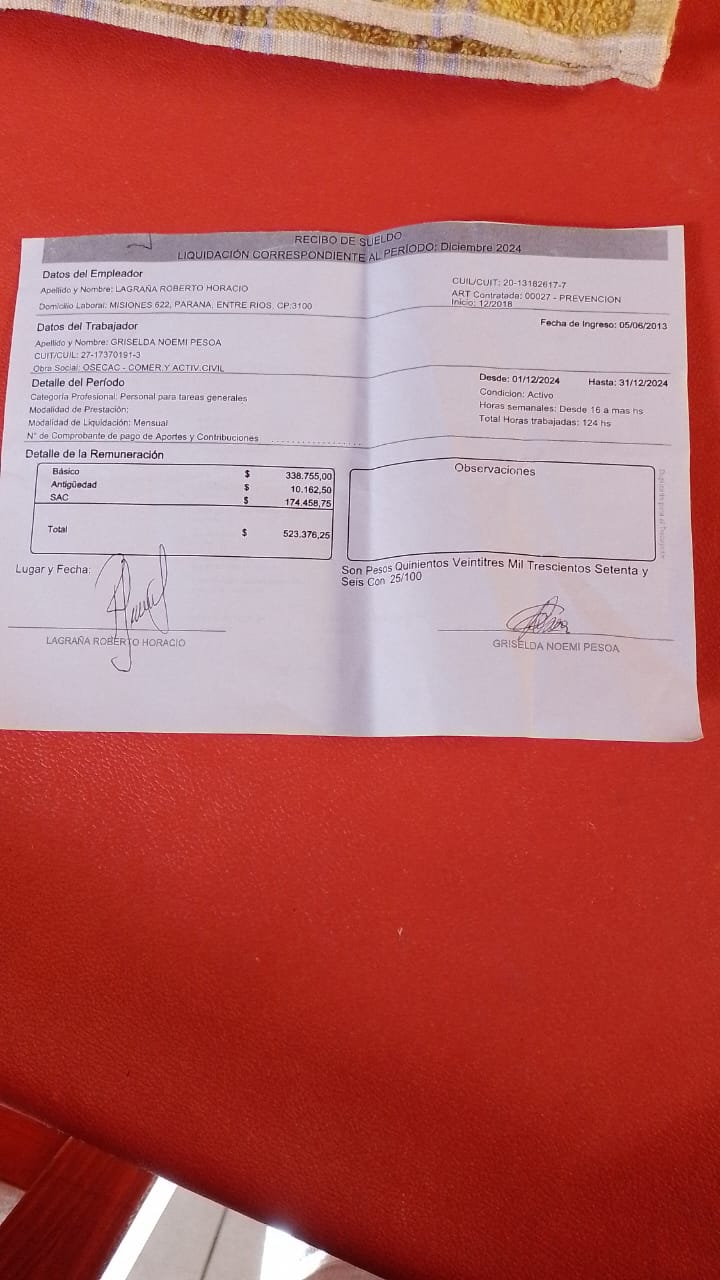 RECIBO DE SUELDO
LIQUIDACIÓN CORRESPONDIENTE AL PERÍODO: Diciembre 2024
Datos del Empleador
Apellido y Nombre: LAGRAÑA ROBERTO HORACIO
Domicilio Laboral: MISIONES 622, PARANA, ENTRE RIOS, CP:3100
CUIL/CUIT: 20-13182617-7
ART Contratada: 00027 - PREVENCION
Inicio: 12/2018
Datos del Trabajador
Fecha de Ingreso: 05/06/2013
Apellido y Nombre: GRISELDA NOEMI PESOA
CUIT/CUIL: 27-17370191-3
Obra Social: OSECAC - COMER.Y ACTIV.CIVIL
Detalle del Período
Categoría Profesional: Personal para tareas generales
Modalidad de Prestación:
Modalidad de Liquidación: Mensual
N° de Comprobante de pago de Aportes y Contribuciones
Desde: 01/12/2024 Hasta: 31/12/2024
Condicion: Activo
Horas semanales: Desde 16 a mas hs
Total Horas trabajadas: 124 hs
Detalle de la Remuneración
Básico $ 338.755,00
Antigüedad $ 10.162,50
SAC $ 174.458,75
Total $ 523.376,25
Observaciones
Duplicado para el Trabajador
Lugar y Fecha:
Son Pesos Quinientos Veintitres Mil Trescientos Setenta y
Seis Con 25/100
LAGRAÑA ROBERTO HORACIO
GRISELDA NOEMI PESOA